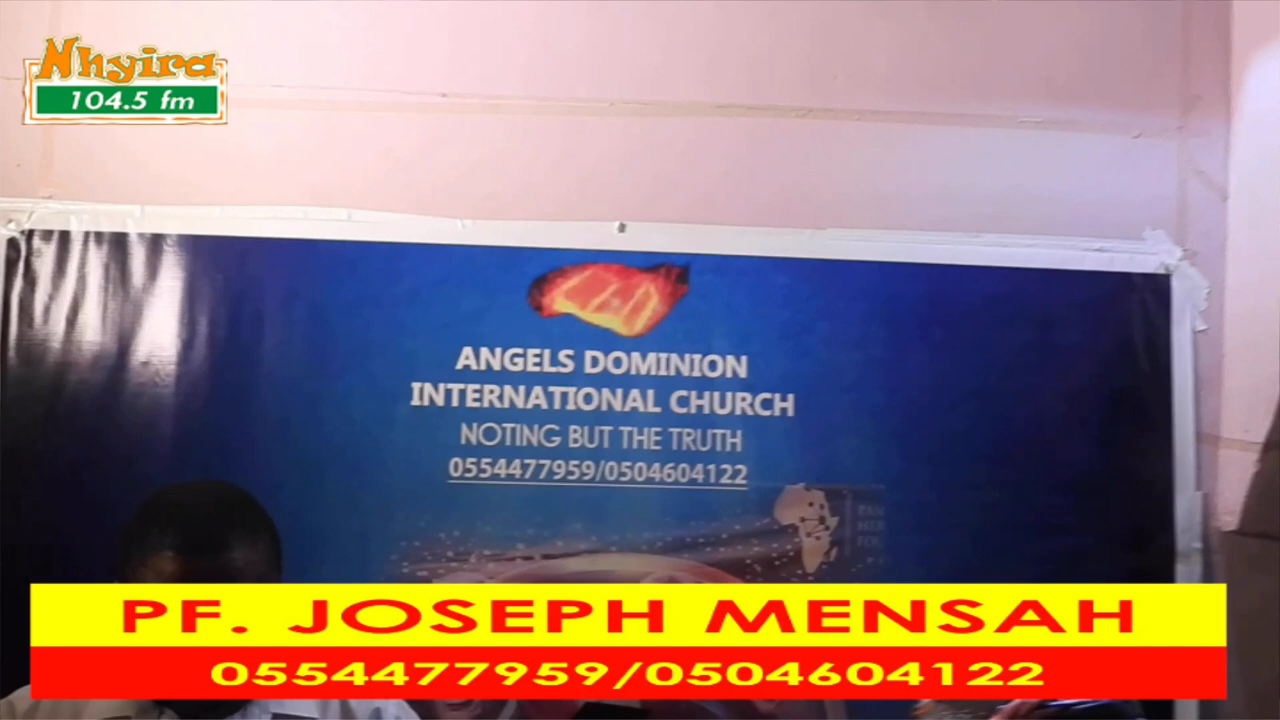 Nhyira
104.5 fm
ANGELS DOMINION
INTERNATIONAL CHURCH
NOTING BUT THE TRUTH
0554477959/0504604122
PF. JOSEPH MENSAH
0554477959/0504604122